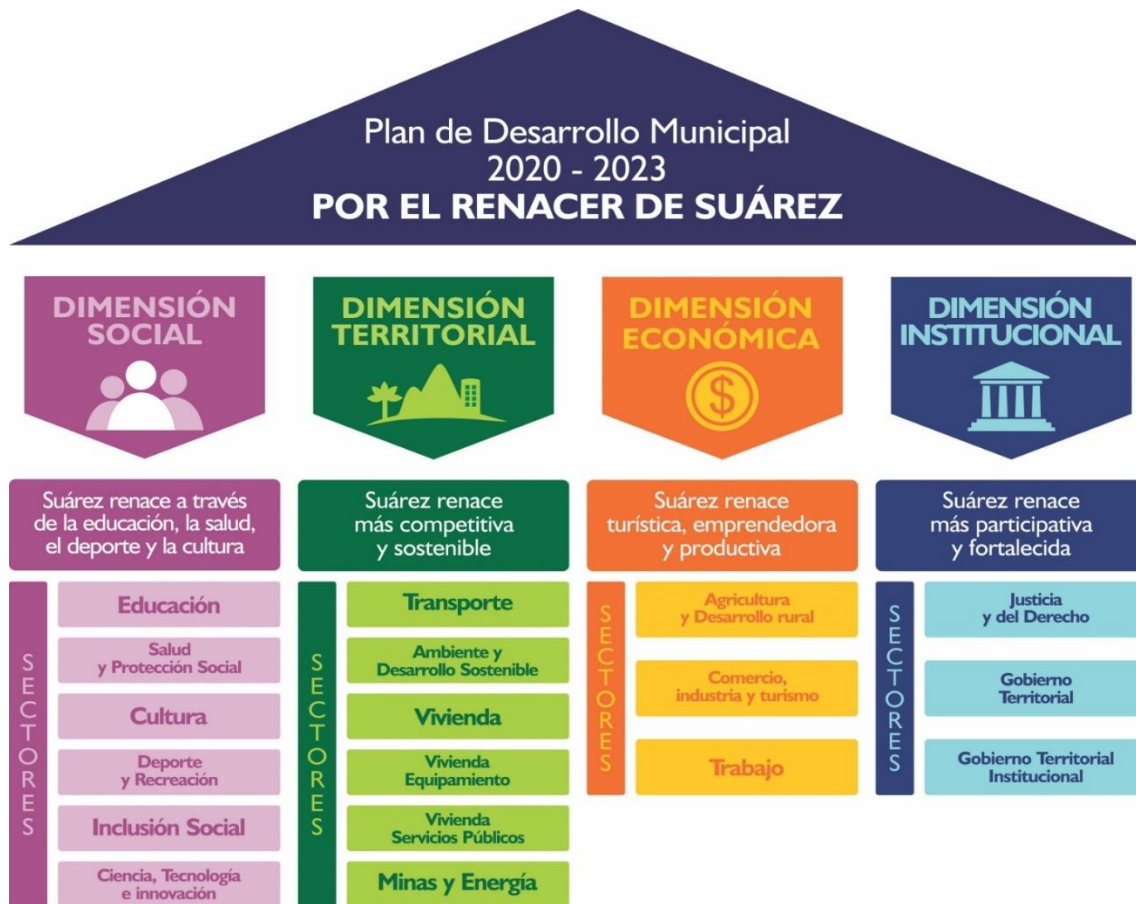 Plan de Desarrollo Municipal
2020 - 2023
POR EL RENACER DE SUÁREZ
DIMENSIÓN
SOCIAL
Suárez renace a través
de la educación, la salud,
el deporte y la cultura
SECTORES
Educación
Salud
y Protección Social
Cultura
Deporte
y Recreación
Inclusión Social
Ciencia, Tecnología
e innovación
DIMENSIÓN
TERRITORIAL
Suárez renace
más competitiva
y sostenible
SECTORES
Transporte
Ambiente y
Desarrollo Sostenible
Vivienda
Vivienda
Equipamiento
Vivienda
Servicios Públicos
Minas y Energía
DIMENSIÓN
ECONÓMICA
$
Suárez renace
turística, emprendedora
y productiva
SECTORES
Agricultura
y Desarrollo rural
Comercio,
industria y turismo
Trabajo
DIMENSIÓN
INSTITUCIONAL
Suárez renace
más participativa
y fortalecida
SECTORES
Justicia
y del Derecho
Gobierno
Territorial
Gobierno Territorial
Institucional